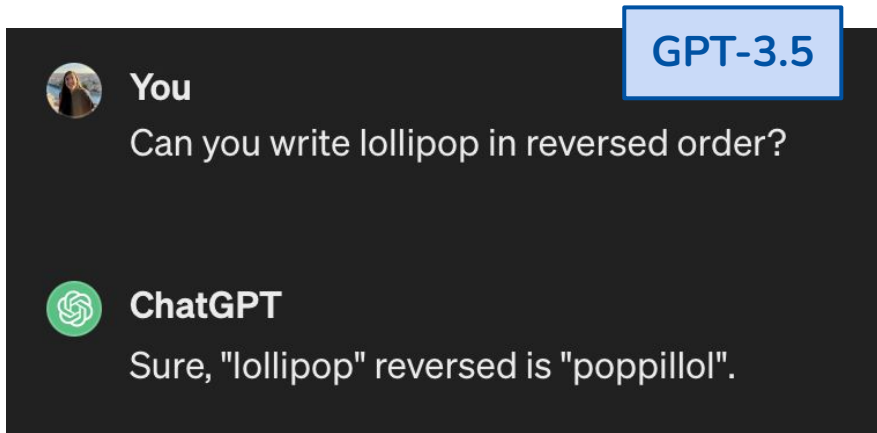 GPT-3.5
You
Can you write lollipop in reversed order?
ChatGPT
Sure, "lollipop" reversed is "poppillol".